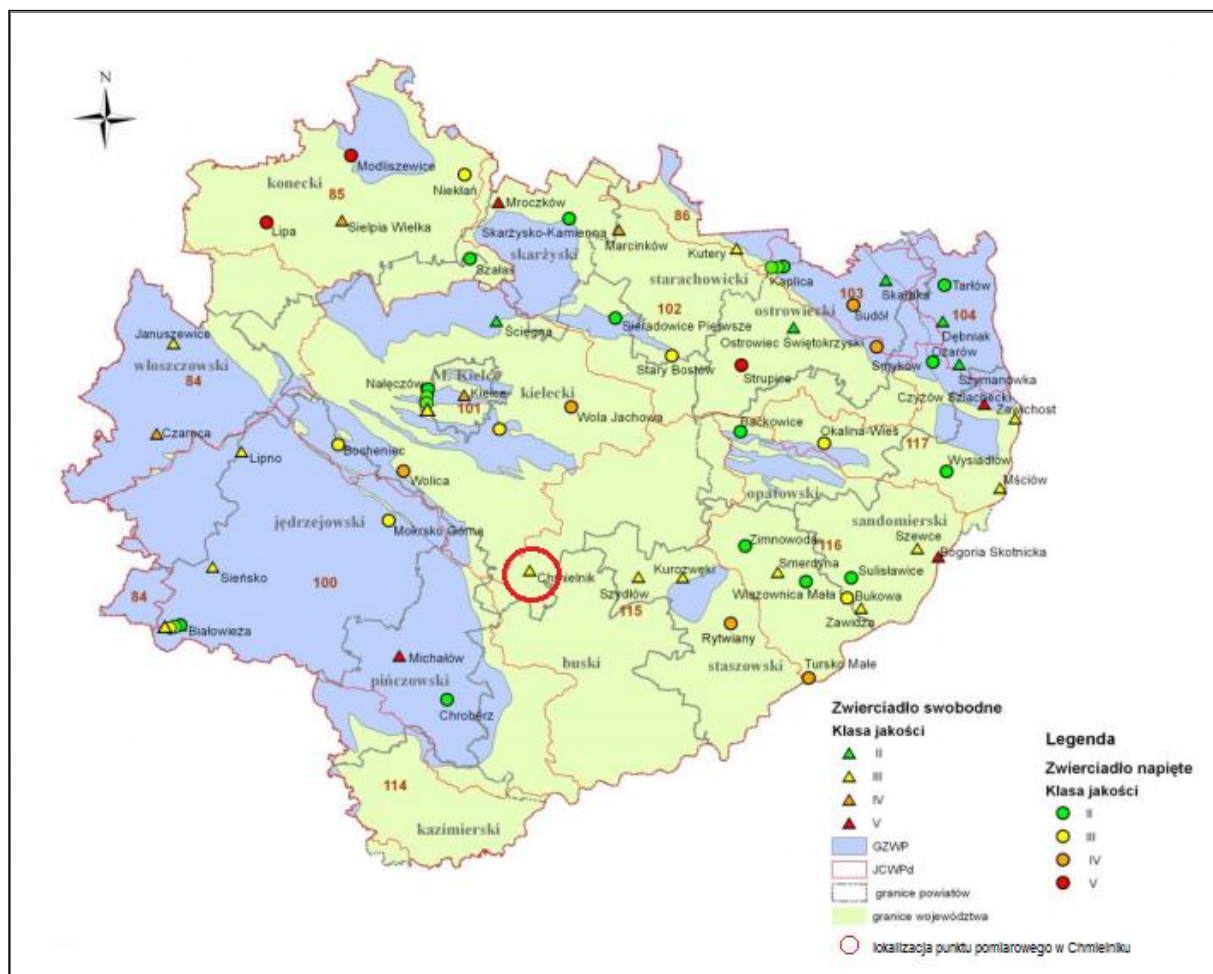 N
Modliszewice
konecki
85
Niekłań
Mroczków
86
Lipa
Sielpia Wielka
Skarżysko-Kamienna
Marcinków
skarżyski
Kutery
Szałas
starachowicki
Kaplica
Skarbka
Tarłów
103
104
102
ostrowiecki
Sudół
Ściegna
Sieradowice Pierwsze
Dębniak
Januszewice
Ostrowiec Świętokrzyski
Ożarów
włoszczowski
84
Stary Bostów
Smyków
Szymanówka
Strupice
M. Kielce
Nałęczów
Kielce
kielecki
Czyżów Szlachecki
Zawichost
101
Wola Jachowa
Czarnca
Baćkowice
Okalina-Wieś
117
Bocheniec
Lipno
Wolica
Wysiadłów
Mściów
opatowski
jędrzejowski
Mokrsko Górne
sandomierski
Zimnowoda
116
Szewce
Bogoria Skotnicka
Sieńsko
100
Chmielnik
Kurozwęki
Smerdyna
Sulisławice
Szydłów
Wiązownica Mała
Bukowa
84
115
Zawidza
Białowieża
Rytwiany
Michałów
buski
staszowski
pińczowski
Tursko Małe
Chroberz
114
kazimierski
Zwierciadło swobodne
Klasa jakości
II
III
IV
V
GZWP
JCWPd
granice powiatów
granice województwa
lokalizacja punktu pomiarowego w Chmielniku
Legenda
Zwierciadło napięte
Klasa jakości
II
III
IV
V